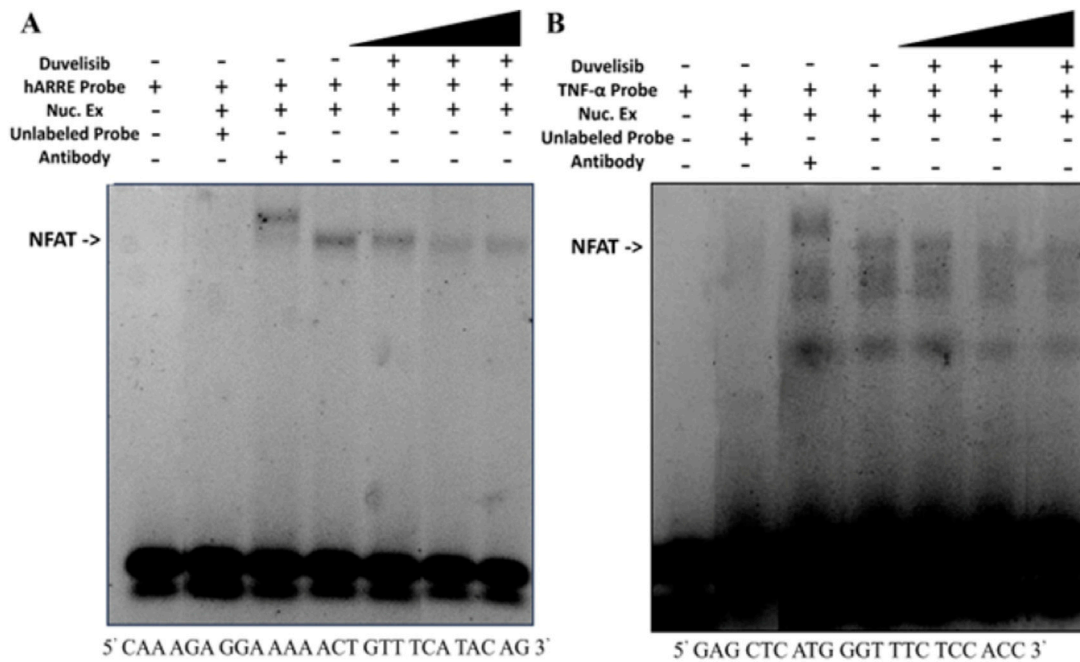 A
Duvelisib - - - - + + +
hARRE Probe + + + + + + +
Nuc. Ex - + + + + + +
Unlabeled Probe - + - - - - -
Antibody - - + - - - -
NFAT ->
5` CAA AGA GGA AAA ACT GTT TCA TAC AG 3`
B
Duvelisib - - - - + + +
TNF-α Probe + + + + + + +
Nuc. Ex - + + + + + +
Unlabeled Probe - + - - - - -
Antibody - - + - - - -
NFAT ->
5` GAG CTC ATG GGT TTC TCC ACC 3`